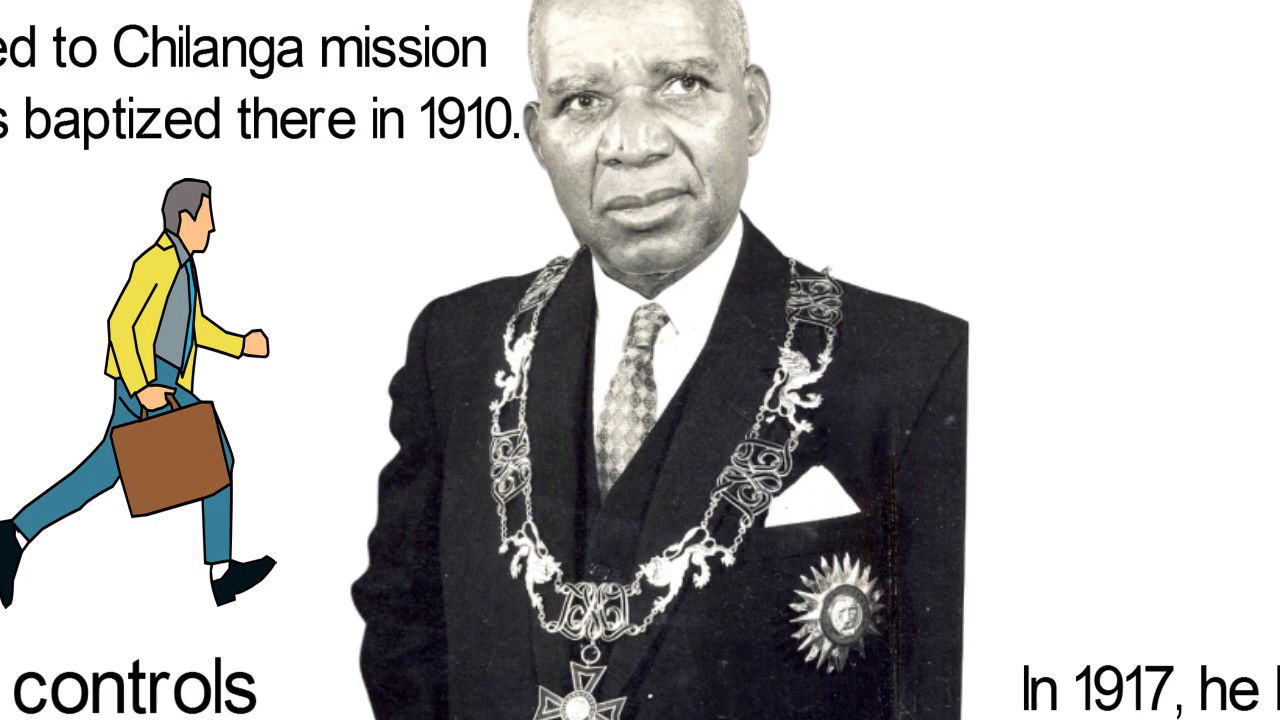 ed to Chilanga mission
s baptized there in 1910.
controls
In 1917, he